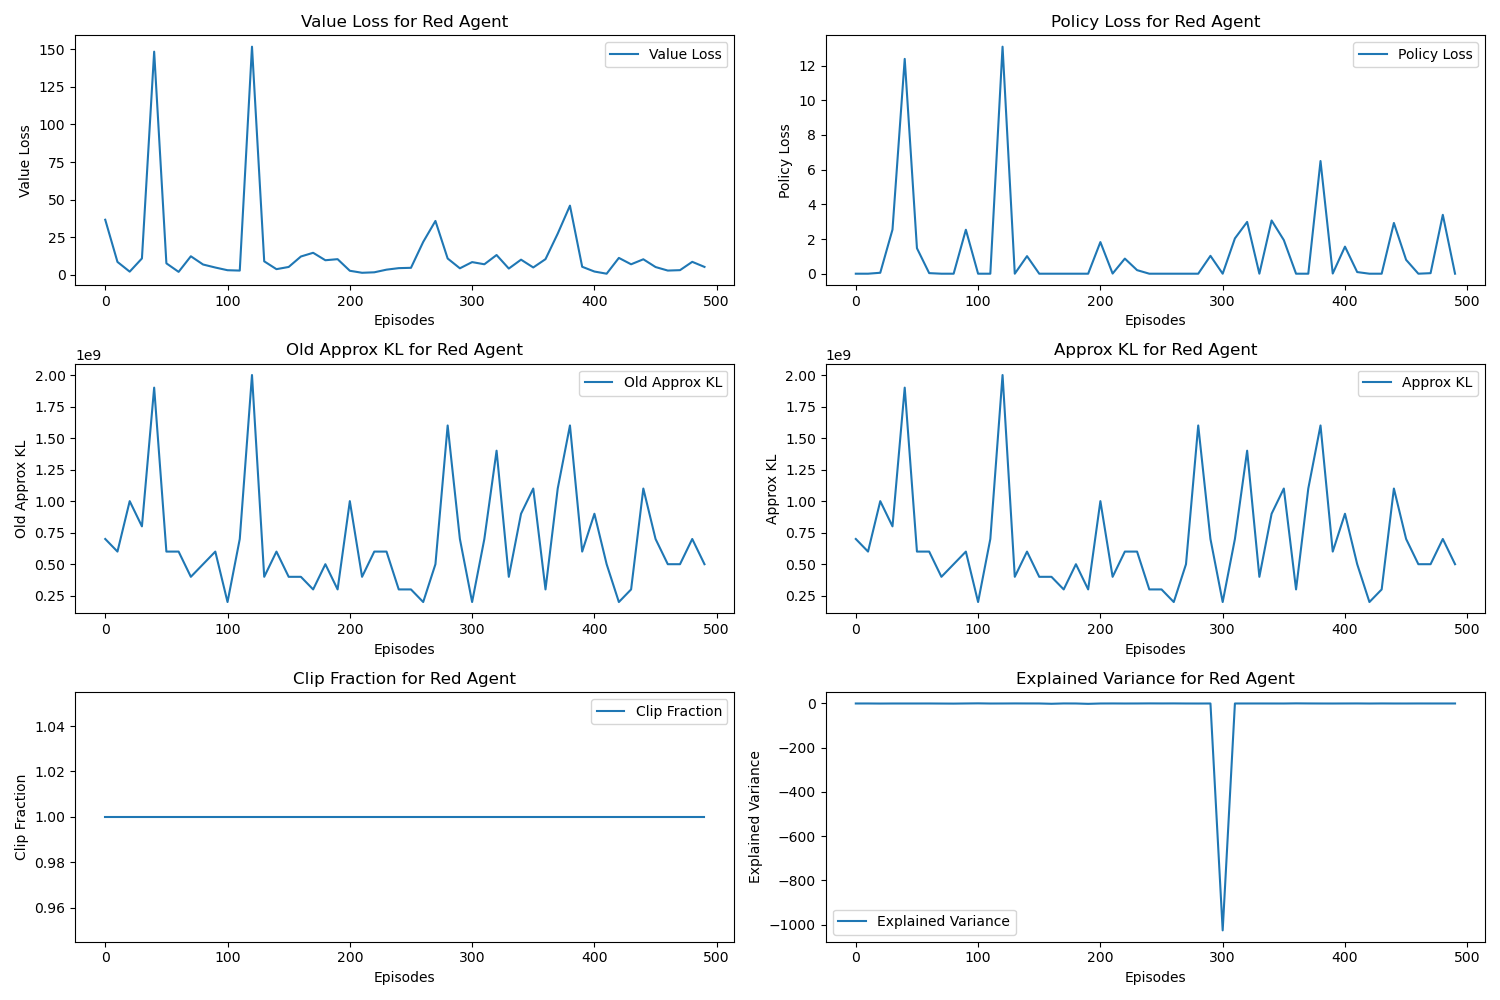 Value Loss for Red Agent
Value Loss
150
125
100
75
50
25
0
Value Loss
0 100 200 300 400 500
Episodes
Policy Loss for Red Agent
Policy Loss
12
10
8
6
4
2
0
Policy Loss
0 100 200 300 400 500
Episodes
Old Approx KL for Red Agent
1e9
Old Approx KL
2.00
1.75
1.50
1.25
1.00
0.75
0.50
0.25
Old Approx KL
0 100 200 300 400 500
Episodes
Approx KL for Red Agent
1e9
Approx KL
2.00
1.75
1.50
1.25
1.00
0.75
0.50
0.25
Approx KL
0 100 200 300 400 500
Episodes
Clip Fraction for Red Agent
Clip Fraction
1.04
1.02
1.00
0.98
0.96
Clip Fraction
0 100 200 300 400 500
Episodes
Explained Variance for Red Agent
0
−200
−400
−600
−800
−1000
Explained Variance
Explained Variance
0 100 200 300 400 500
Episodes